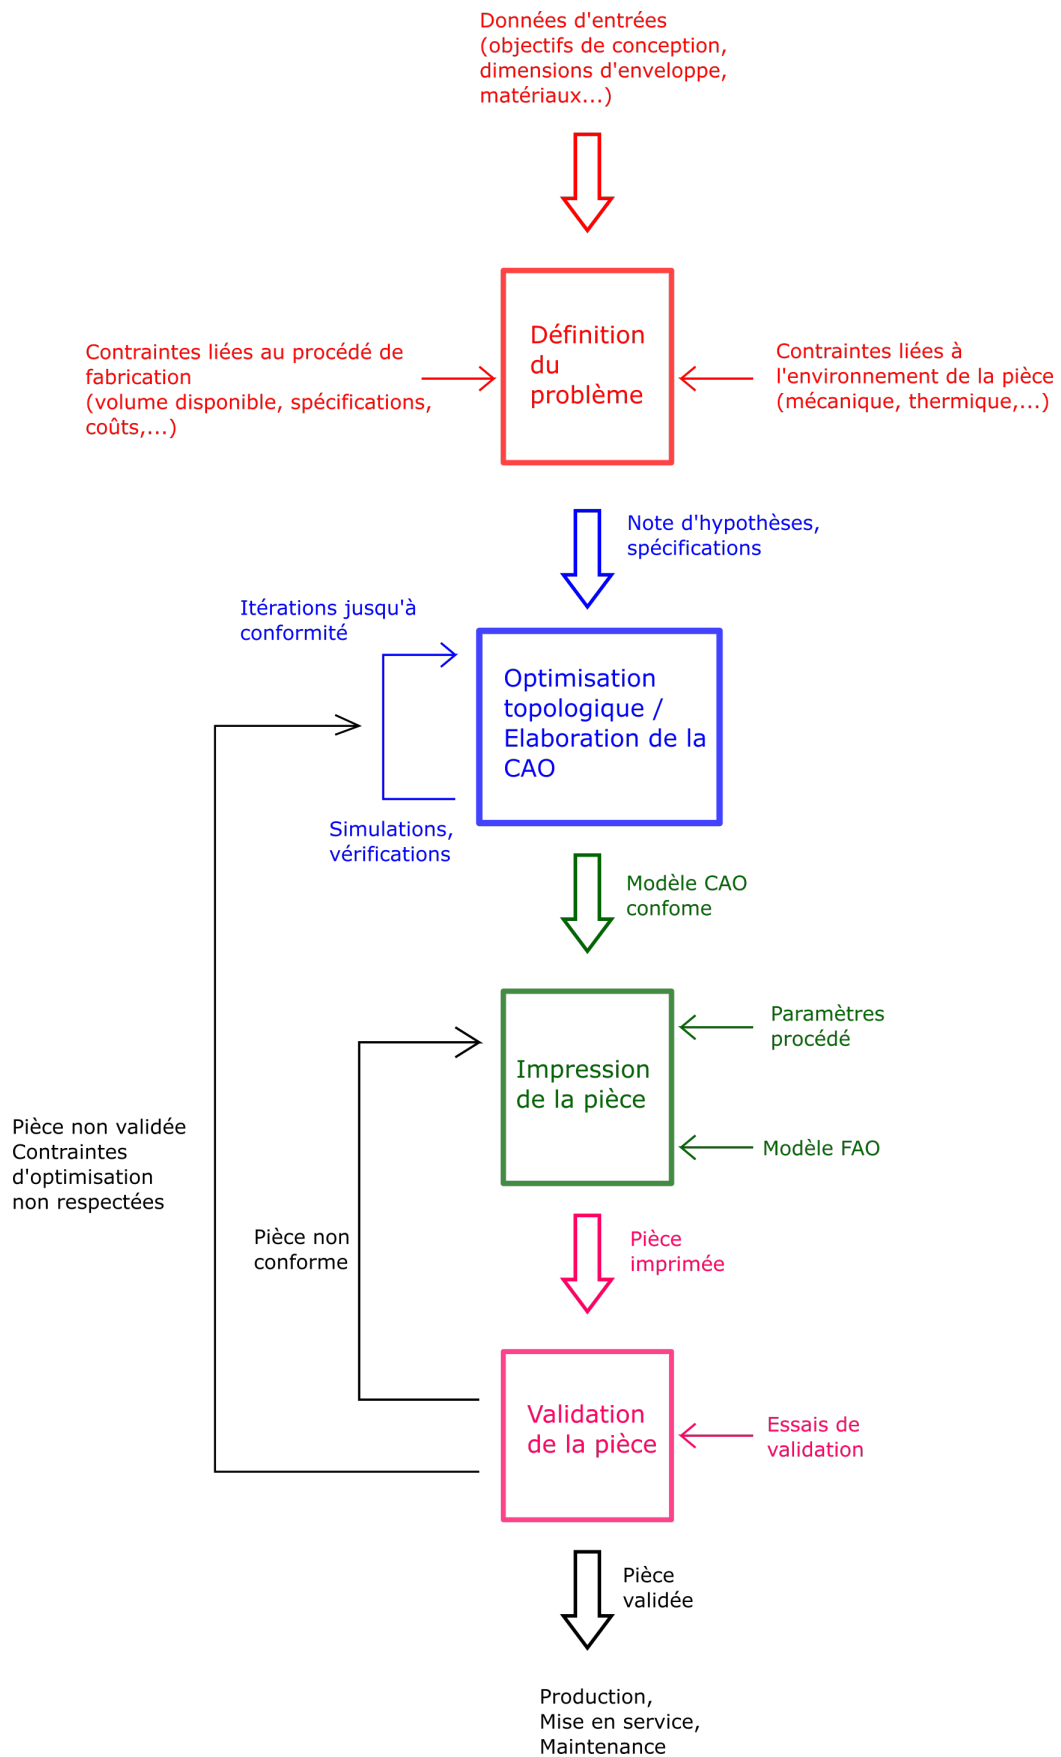 Données d'entrées
(objectifs de conception,
dimensions d'enveloppe,
matériaux...)
Définition
du
problème
Contraintes liées au procédé de
fabrication
(volume disponible, spécifications,
coûts,...)
Contraintes liées à
l'environnement de la pièce
(mécanique, thermique,...)
Note d'hypothèses,
spécifications
Itérations jusqu'à
conformité
Optimisation
topologique /
Elaboration de la
CAO
Simulations,
vérifications
Modèle CAO
confome
Paramètres
procédé
Impression
de la pièce
Modèle FAO
Pièce non validée
Contraintes
d'optimisation
non respectées
Pièce non
conforme
Pièce
imprimée
Validation
de la pièce
Essais de
validation
Pièce
validée
Production,
Mise en service,
Maintenance